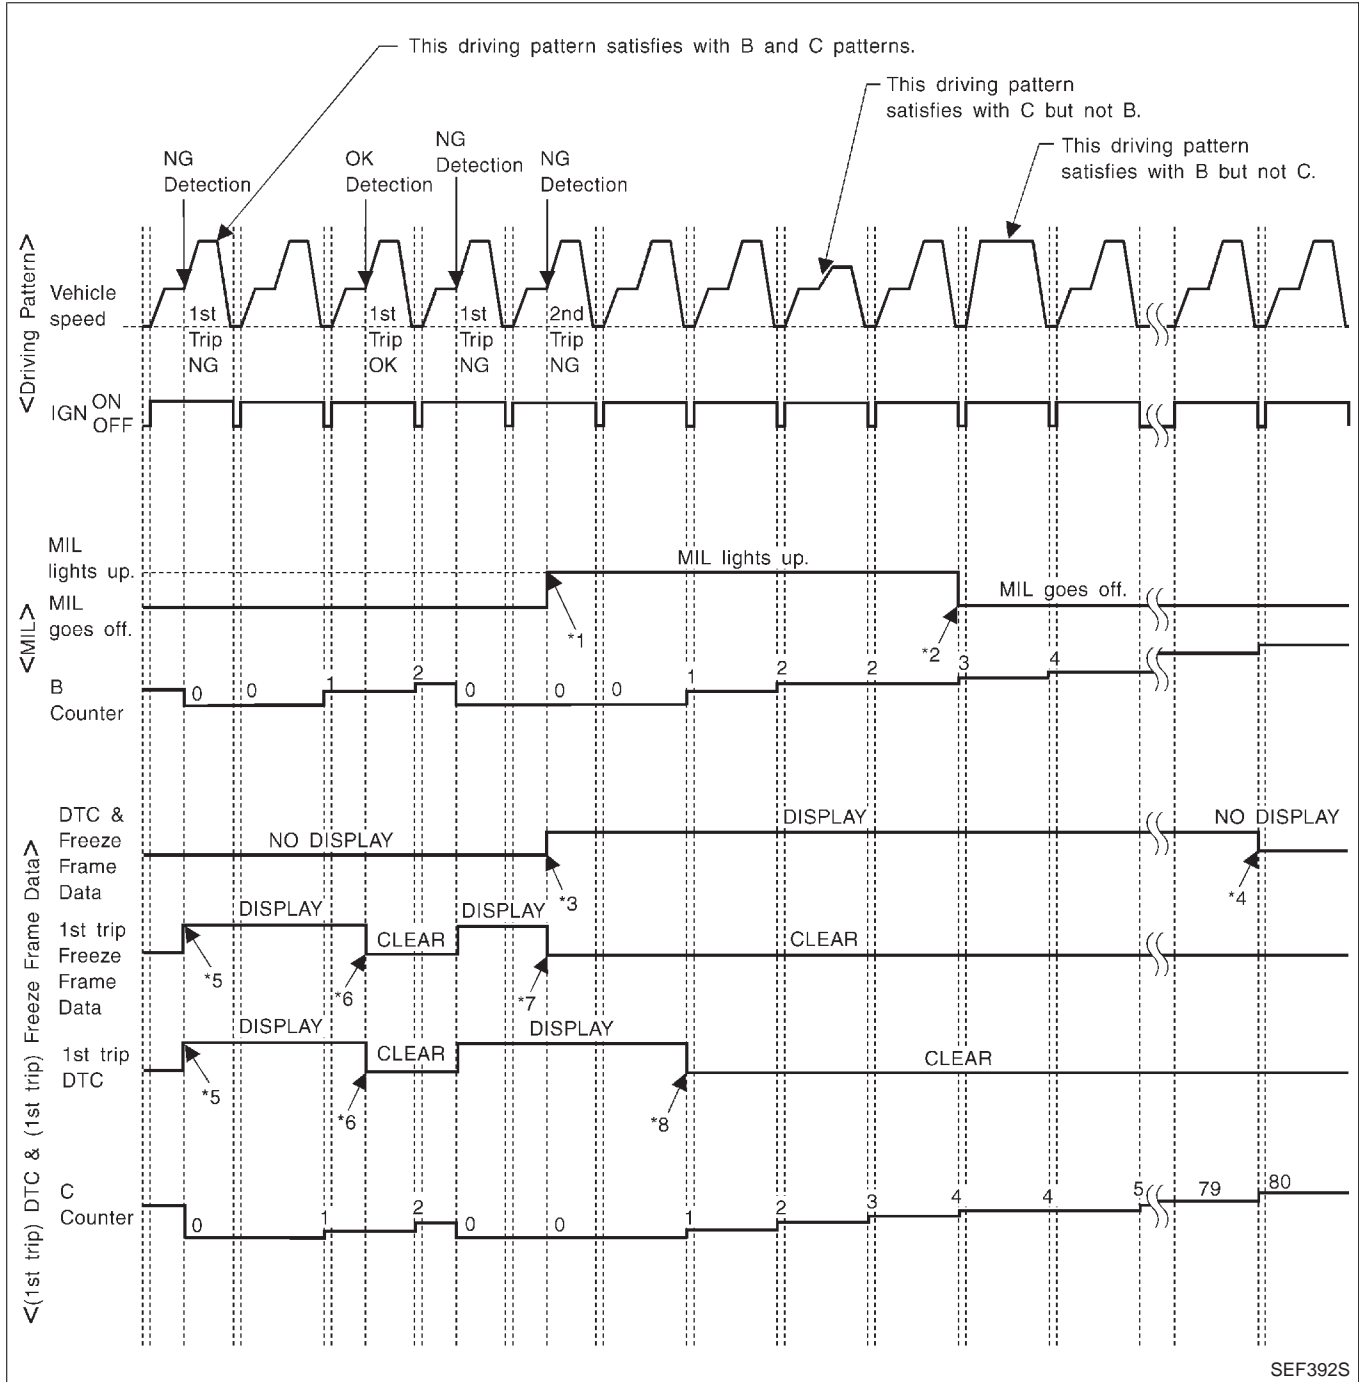 This driving pattern satisfies with B and C patterns.
This driving pattern
satisfies with C but not B.
This driving pattern
satisfies with B but not C.
NG
Detection
OK
Detection
NG
Detection
NG
Detection
<Driving Pattern>
Vehicle
speed
1st
Trip
NG
1st
Trip
OK
1st
Trip
NG
2nd
Trip
NG
IGN ON
OFF
<MIL>
MIL
lights up.
MIL
goes off.
MIL lights up.
MIL goes off.
*1
*2
B
Counter
0 0 1 2 0 0 0 1 2 2 3 4
<(1st trip) DTC & (1st trip) Freeze Frame Data>
DTC &
Freeze
Frame
Data
NO DISPLAY
DISPLAY
NO DISPLAY
*3
*4
1st trip
Freeze
Frame
Data
DISPLAY
CLEAR
DISPLAY
CLEAR
*5
*6
*7
1st trip
DTC
DISPLAY
CLEAR
DISPLAY
CLEAR
*5
*6
*8
C
Counter
0 1 2 0 0 1 2 3 4 4 5 79 80
SEF392S